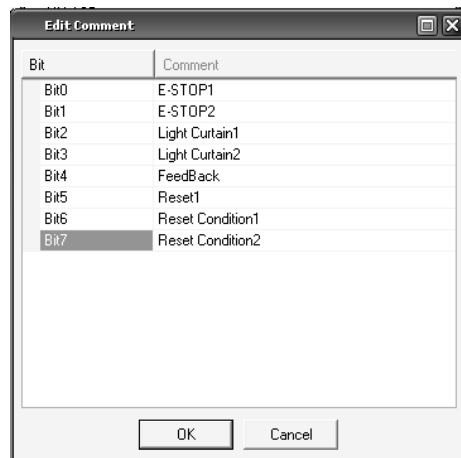 Edit Comment
Bit Comment
Bit0 E-STOP1
Bit1 E-STOP2
Bit2 Light Curtain1
Bit3 Light Curtain2
Bit4 FeedBack
Bit5 Reset1
Bit6 Reset Condition1
Bit7 Reset Condition2
OK Cancel